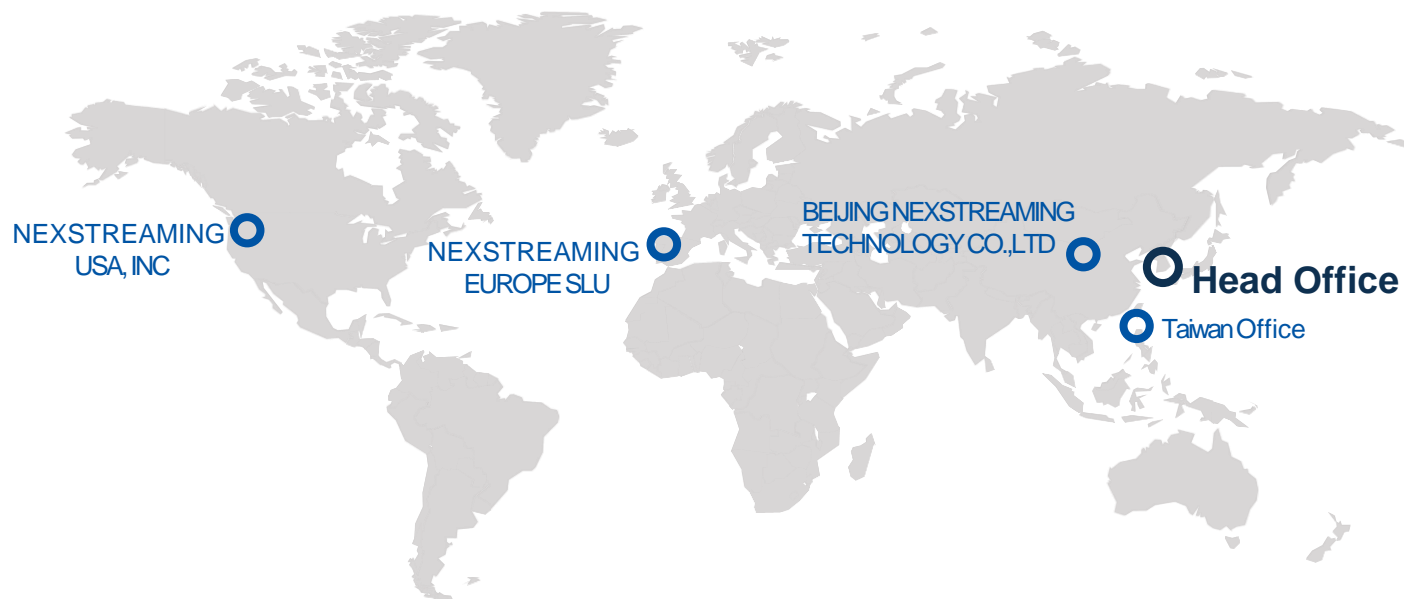 NEXSTREAMING
USA, INC
NEXSTREAMING
EUROPE SLU
BEIJING NEXSTREAMING
TECHNOLOGY CO.,LTD
Head Office
Taiwan Office